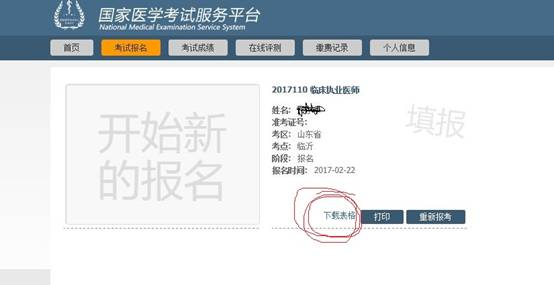 国家医学考试服务平台
National Medical Examination Service System
首页 考试报名 考试成绩 在线评测 缴费记录 个人信息
开始新
的报名
2017110 临床执业医师
填报
姓名:
准考证号:
考区: 山东省
考点: 临沂
阶段: 报名
报名时间: 2017-02-22
下载表格 打印 重新报考